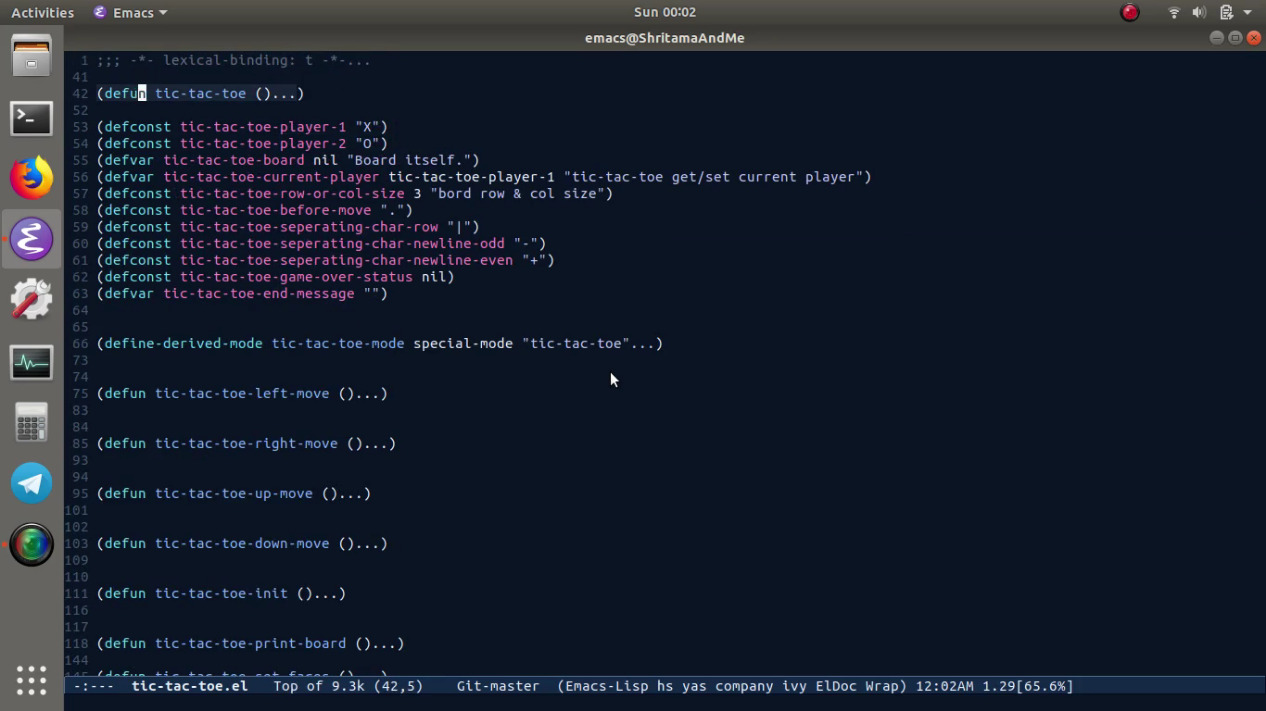 Activities Emacs Sun 00:02
emacs@ShritamaAndMe
1 ;;; -*- lexical-binding: t -*-...
41
42 (defun tic-tac-toe ()...)
52
53 (defconst tic-tac-toe-player-1 "X")
54 (defconst tic-tac-toe-player-2 "O")
55 (defvar tic-tac-toe-board nil "Board itself.")
56 (defvar tic-tac-toe-current-player tic-tac-toe-player-1 "tic-tac-toe get/set current player")
57 (defconst tic-tac-toe-row-or-col-size 3 "bord row & col size")
58 (defconst tic-tac-toe-before-move ".")
59 (defconst tic-tac-toe-seperating-char-row "|")
60 (defconst tic-tac-toe-seperating-char-newline-odd "-")
61 (defconst tic-tac-toe-seperating-char-newline-even "+")
62 (defconst tic-tac-toe-game-over-status nil)
63 (defvar tic-tac-toe-end-message "")
64
65
66 (define-derived-mode tic-tac-toe-mode special-mode "tic-tac-toe"...)
73
74
75 (defun tic-tac-toe-left-move ()...)
83
84
85 (defun tic-tac-toe-right-move ()...)
93
94
95 (defun tic-tac-toe-up-move ()...)
101
102
103 (defun tic-tac-toe-down-move ()...)
109
110
111 (defun tic-tac-toe-init ()...)
116
117
118 (defun tic-tac-toe-print-board ()...)
144
145 (defun tic-tac-toe-set-faces ()...)
-:--- tic-tac-toe.el Top of 9.3k (42,5) Git-master (Emacs-Lisp hs yas company ivy ElDoc Wrap) 12:02AM 1.29[65.6%]